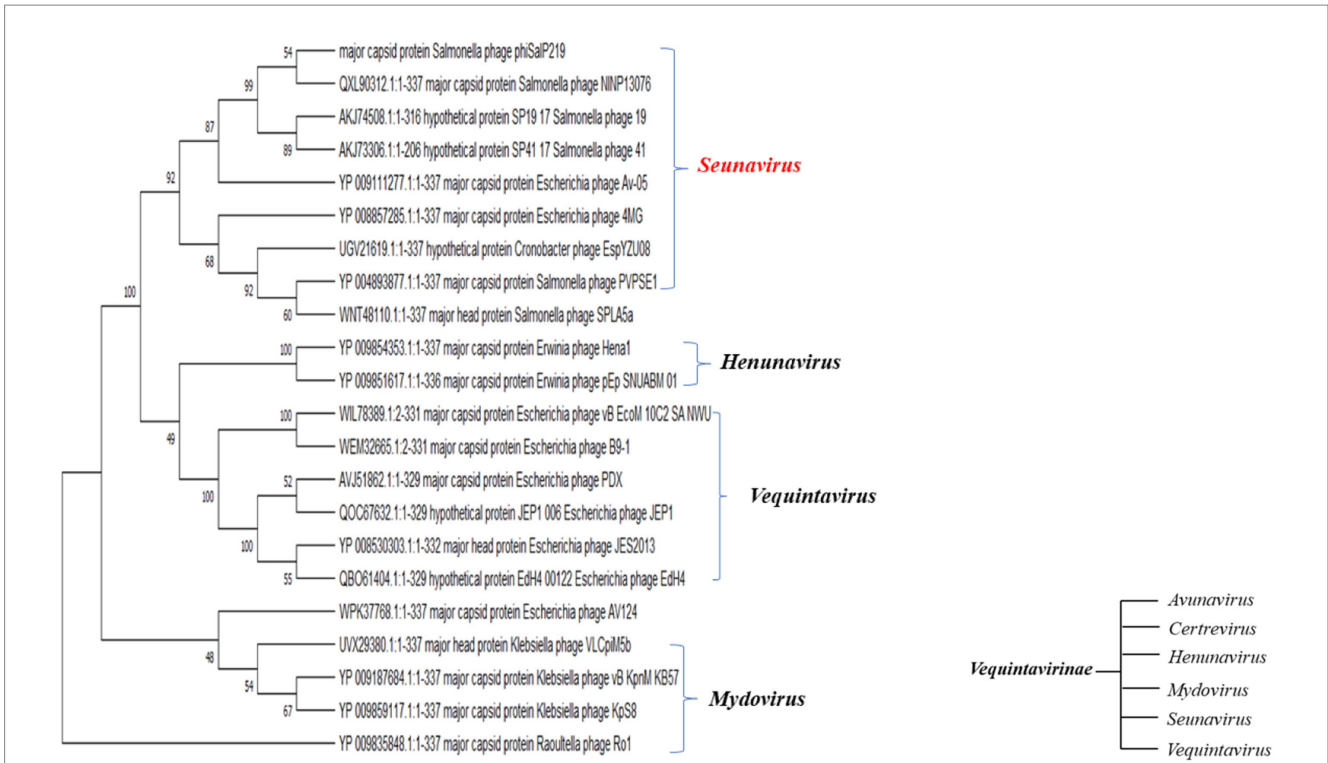 54
major capsid protein Salmonella phage phiSalP219
QXL90312.1:1-337 major capsid protein Salmonella phage NINP13076
99
AKJ74508.1:1-316 hypothetical protein SP19 17 Salmonella phage 19
87
89
AKJ73306.1:1-206 hypothetical protein SP41 17 Salmonella phage 41
Seunavirus
92
YP 009111277.1:1-337 major capsid protein Escherichia phage Av-05
YP 008857285.1:1-337 major capsid protein Escherichia phage 4MG
68
UGV21619.1:1-337 hypothetical protein Cronobacter phage EspYZU08
92
YP 004893877.1:1-337 major capsid protein Salmonella phage PVPSE1
100
60
WNT48110.1:1-337 major head protein Salmonella phage SPLA5a
100
YP 009854353.1:1-337 major capsid protein Erwinia phage Hena1
Henunavirus
YP 009851617.1:1-336 major capsid protein Erwinia phage pEp SNUABM 01
49
100
WIL78389.1:2-331 major capsid protein Escherichia phage vB EcoM 10C2 SA NWU
WEM32665.1:2-331 major capsid protein Escherichia phage B9-1
100
52
AVJ51862.1:1-329 major capsid protein Escherichia phage PDX
Vequintavirus
QOC67632.1:1-329 hypothetical protein JEP1 006 Escherichia phage JEP1
100
YP 008530303.1:1-332 major head protein Escherichia phage JES2013
55
QBO61404.1:1-329 hypothetical protein EdH4 00122 Escherichia phage EdH4
WPK37768.1:1-337 major capsid protein Escherichia phage AV124
48
UVX29380.1:1-337 major head protein Klebsiella phage VLCpiM5b
54
YP 009187684.1:1-337 major capsid protein Klebsiella phage vB KpnM KB57
Mydovirus
67
YP 009859117.1:1-337 major capsid protein Klebsiella phage KpS8
YP 009835848.1:1-337 major capsid protein Raoultella phage Ro1
Vequintavirinae
Avunavirus
Certrevirus
Henunavirus
Mydovirus
Seunavirus
Vequintavirus